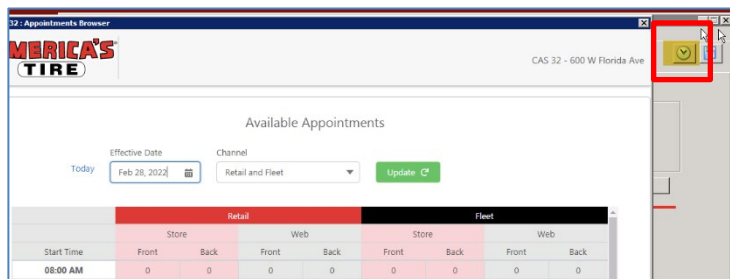 32 : Appointments Browser
MERICA'S
TIRE
CAS 32 - 600 W Florida Ave
Available Appointments
Effective Date Channel
Today Feb 28, 2022 Retail and Fleet Update
Retail Fleet
Store Web Store Web
Start Time Front Back Front Back Front Back Front Back
08:00 AM 0 0 0 0 0 0 0 0